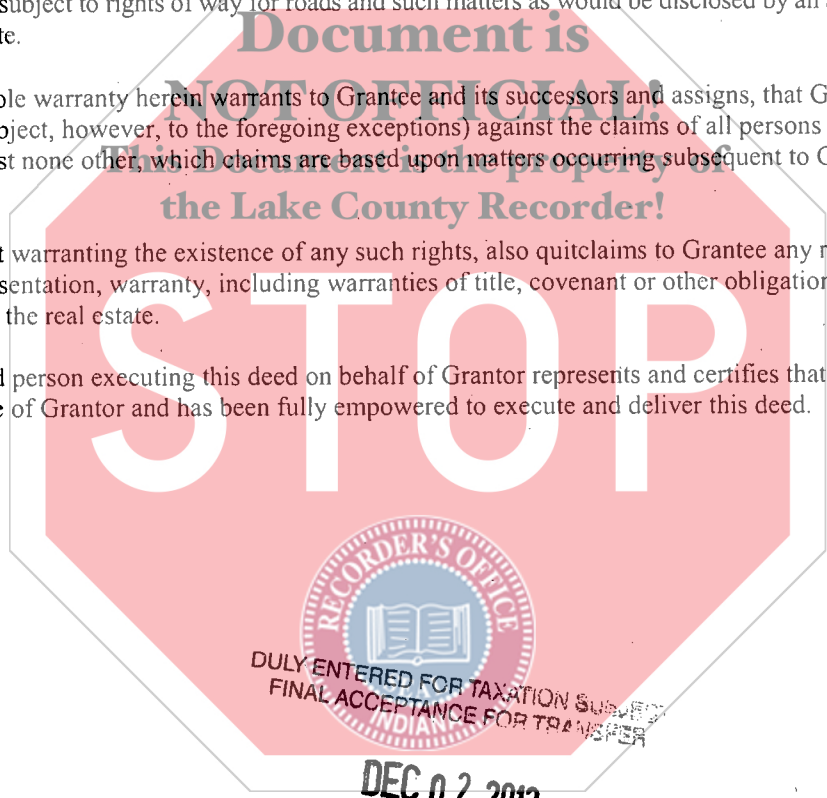 subject to rights of way for roads and such matters as would be disclosed by an
te.
Document is
NOT OFFICIAL!
This Document is the property of
the Lake County Recorder!
ble warranty herein warrants to Grantee and its successors and assigns, that G
bject, however, to the foregoing exceptions) against the claims of all persons
st none other, which claims are based upon matters occurring subsequent to G
t warranting the existence of any such rights, also quitclaims to Grantee any r
sentation, warranty, including warranties of title, covenant or other obligation
the real estate.
d person executing this deed on behalf of Grantor represents and certifies that
e of Grantor and has been fully empowered to execute and deliver this deed.
STOP
RECORDER'S OFFICE
INDIANA
DULY ENTERED FOR TAXATION SUBJECT
FINAL ACCEPTANCE FOR TRANSFER
DEC 02